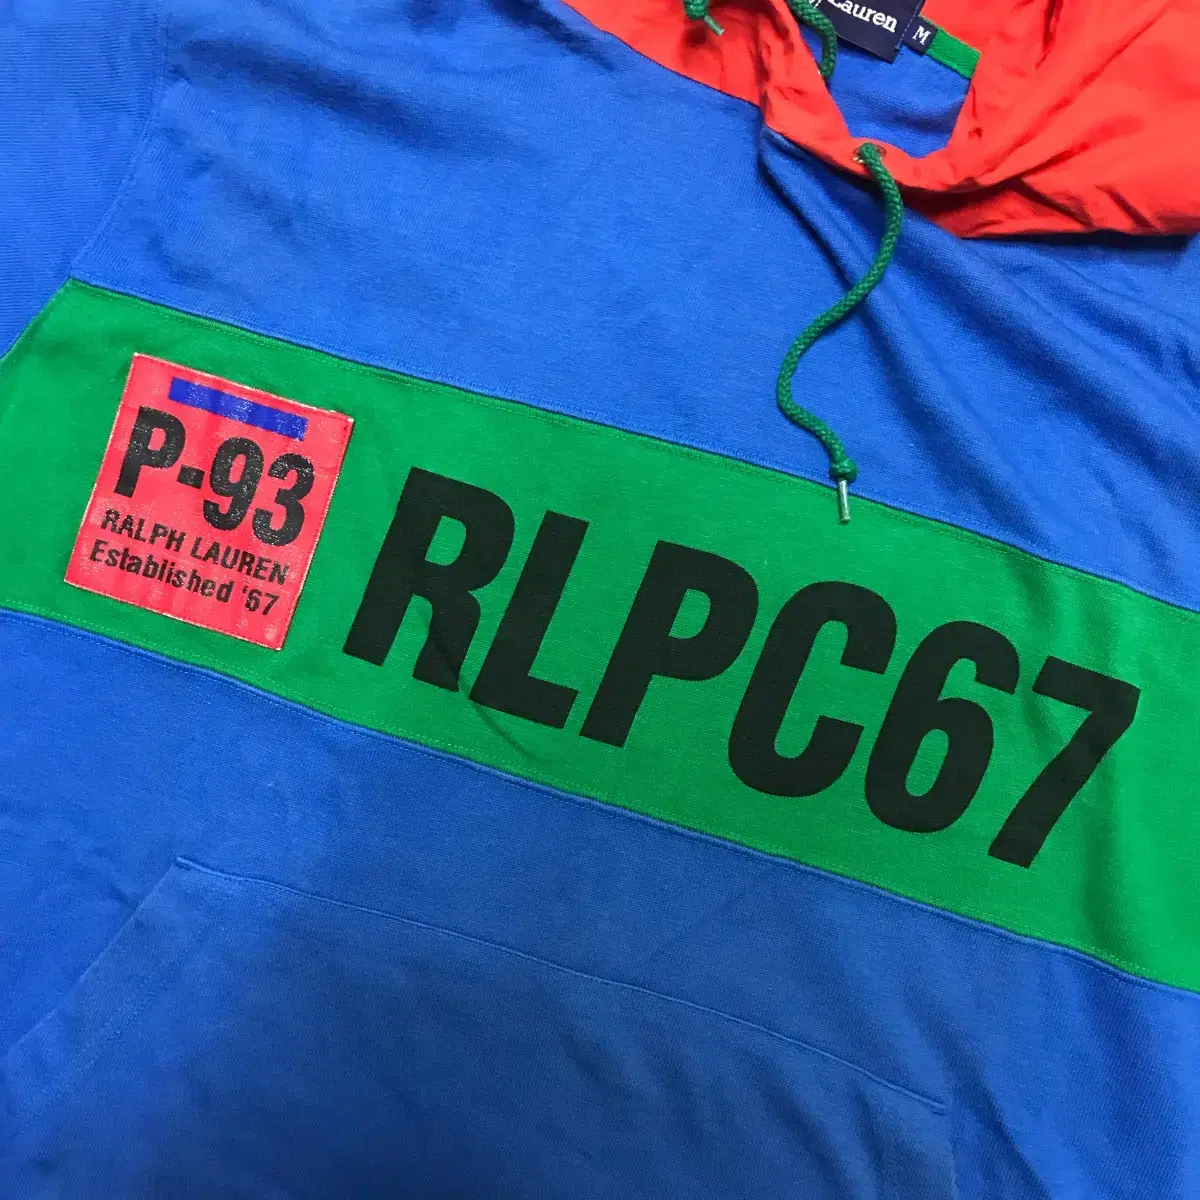 Lauren
M
P-93
RALPH LAUREN
Established '67
RLPC67